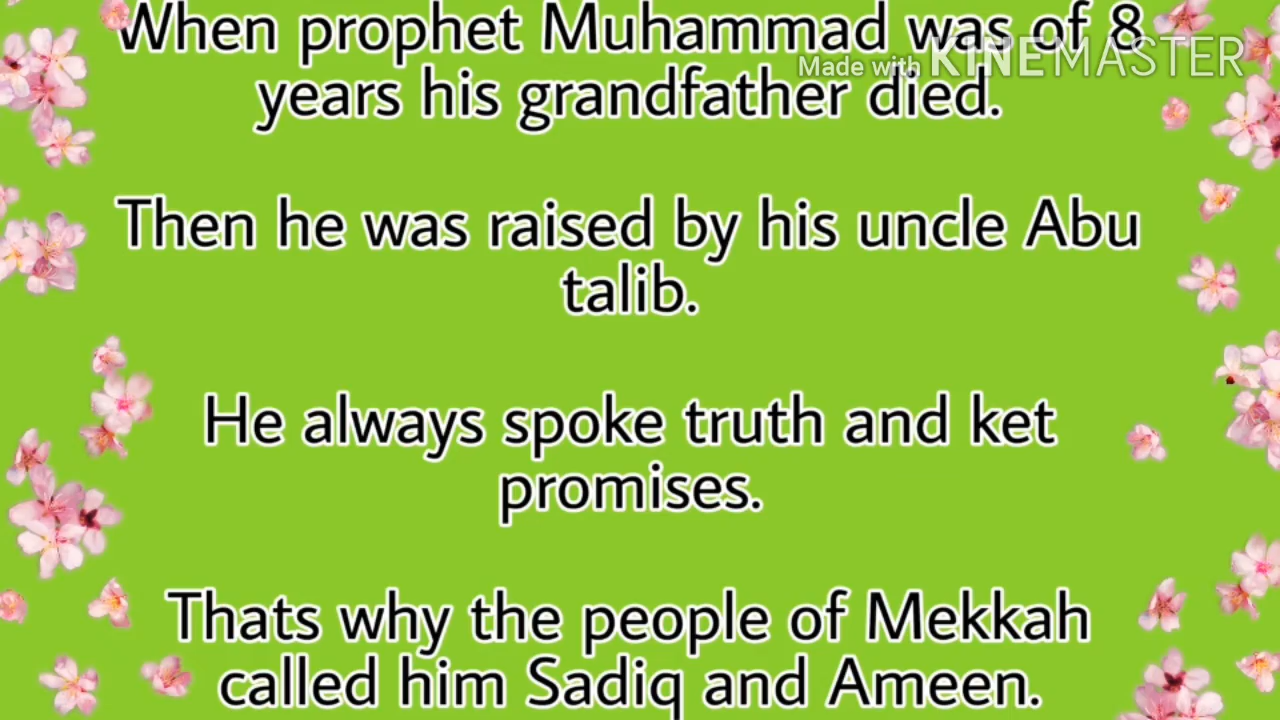 When prophet Muhammad was of 8
Made with KINEMASTER
years his grandfather died.
Then he was raised by his uncle Abu
talib.
He always spoke truth and ket
promises.
Thats why the people of Mekkah
called him Sadiq and Ameen.